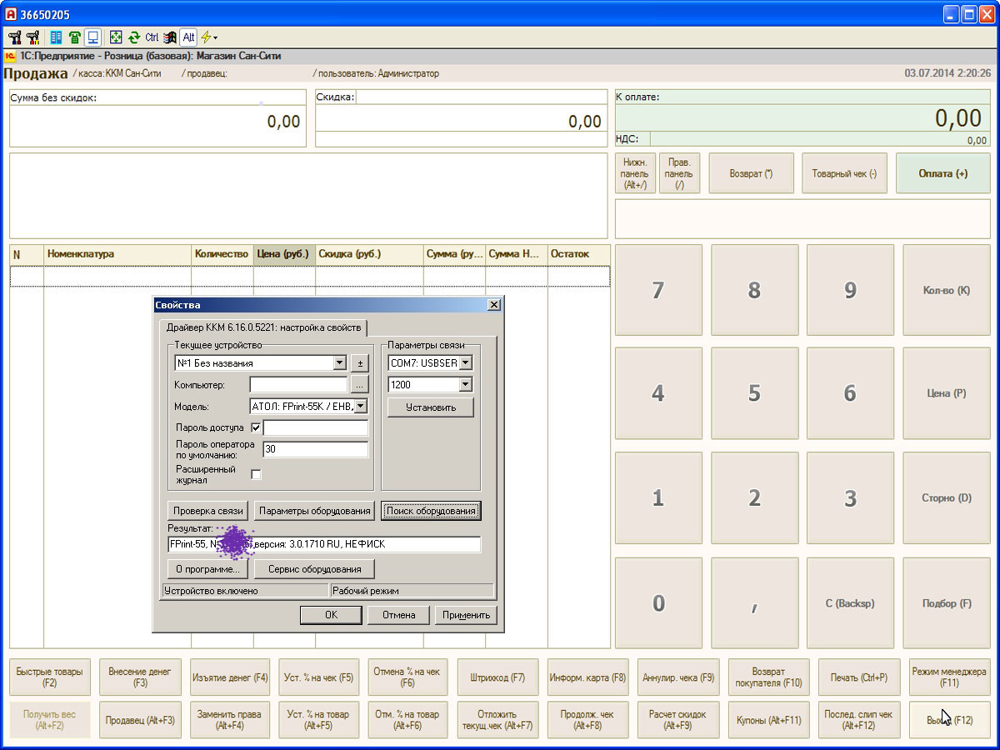 36650205
Ctrl Alt
1С:Предприятие - Розница (базовая): Магазин Сан-Сити
Продажа / касса: ККМ Сан-Сити / продавец: / пользователь: Администратор 03.07.2014 2:20:26
Сумма без скидок:
0,00
Скидка:
0,00
К оплате:
0,00
НДС: 0,00
Нижн. панель (Alt+/)
Прав. панель (/)
Возврат (*)
Товарный чек (-)
Оплата (+)
N Номенклатура Количество Цена (руб.) Скидка (руб.) Сумма (ру... Сумма Н... Остаток
7 8 9 Кол-во (K)
4 5 6 Цена (P)
1 2 3 Сторно (D)
0 , C (Backsp) Подбор (F)
Свойства
Драйвер ККМ 6.16.0.5221: настройка свойств
Текущее устройство
№1 Без названия ±
Компьютер: ...
Модель: АТОЛ: FPrint-55K / ЕНВ,
Пароль доступа
Пароль оператора
по умолчанию: 30
Расширенный
журнал
Параметры связи
COM7: USBSER
1200
Установить
Проверка связи Параметры оборудования Поиск оборудования
Результат:
FPrint-55, версия: 3.0.1710 RU, НЕФИСК
О программе... Сервис оборудования
Устройство включено Рабочий режим
OK Отмена Применить
Быстрые товары (F2)
Внесение денег (F3)
Изъятие денег (F4)
Уст. % на чек (F5)
Отмена % на чек (F6)
Штрихкод (F7)
Информ. карта (F8)
Аннулир. чека (F9)
Возврат покупателя (F10)
Печать (Ctrl+P)
Режим менеджера (F11)
Получить вес (Alt+F2)
Продавец (Alt+F3)
Заменить права (Alt+F4)
Уст. % на товар (Alt+F5)
Отм. % на товар (Alt+F6)
Отложить текущ.чек (Alt+F7)
Продолж. чек (Alt+F8)
Расчет скидок (Alt+F9)
Купоны (Alt+F11)
Послед. слип чек (Alt+F12)
(F12)